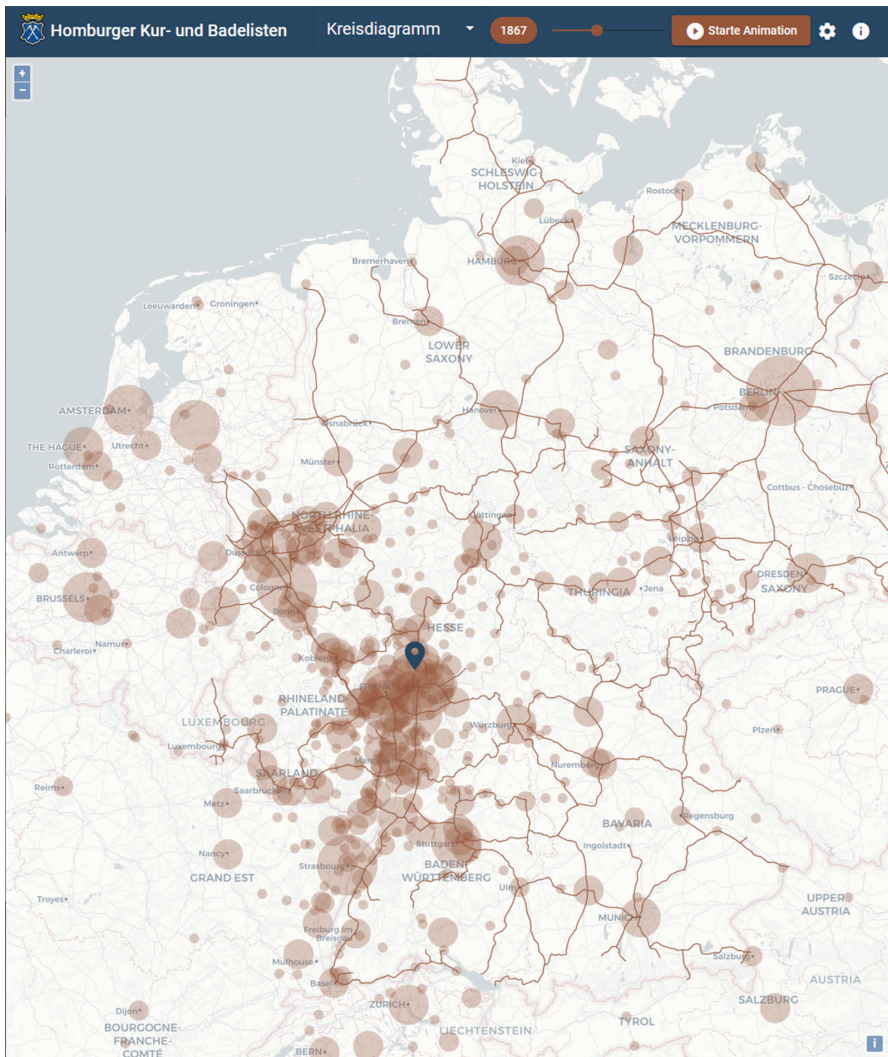 Homburger Kur- und Badelisten
Kreisdiagramm
1867
Starte Animation
+
−
Kiel
SCHLESWIG-
HOLSTEIN
Rostock
Lübeck
MECKLENBURG-
VORPOMMERN
HAMBURG
Bremerhaven
Szczecin
Leeuwarden
Groningen
Bremen
LOWER
SAXONY
BRANDENBURG
BERLIN
Potsdam
AMSTERDAM
Hanover
Osnabrück
THE HAGUE
Utrecht
Rotterdam
Münster
SAXONY-
ANHALT
Cottbus - Chóśebuz
NORTH RHINE-
WESTPHALIA
Göttingen
Leipzig
Antwerp
Düsseldorf
DRESDEN
SAXONY
Cologne
THURINGIA
Jena
BRUSSELS
Bonn
HESSE
Namur
Charleroi
Koblenz
RHINELAND-
PALATINATE
PRAGUE
LUXEMBOURG
Würzburg
Plzen
Luxembourg
Nuremberg
SAARLAND
Saarbrücken
Reims
Metz
Regensburg
BAVARIA
Stuttgart
Ingolstadt
Nancy
Strasbourg
BADEN-
WÜRTTEMBERG
GRAND EST
Ulm
Troyes
UPPER
AUSTRIA
MUNICH
Freiburg im
Breisgau
Mulhouse
Salzburg
Basel
AUSTRIA
ZURICH
SALZBURG
Dijon
BOURGOGNE-
FRANCHE-
COMTÉ
LIECHTENSTEIN
TYROL
BERN
i